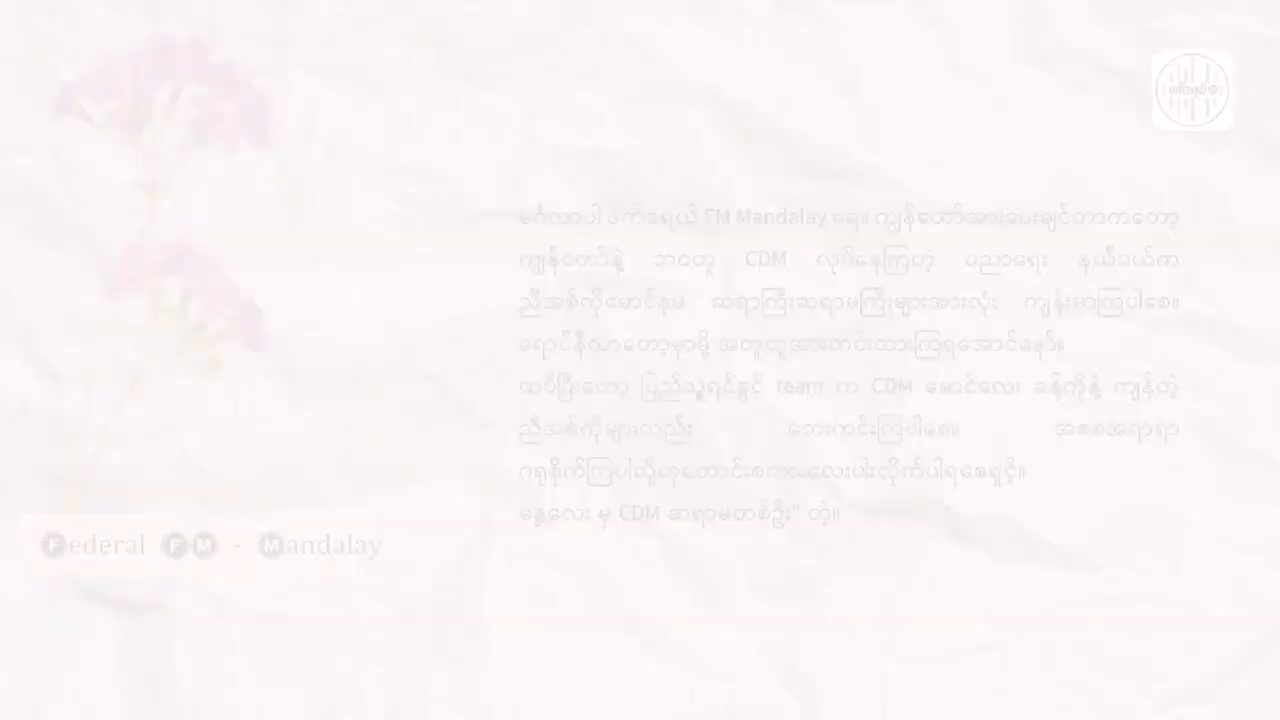 မင်္ဂလာပါ ဖက်ဒရယ် FM Mandalay ရေ။ ကျွန်တော်အားပေးချင်တာကတော့
ကျွန်တော်နဲ့ ဘဝတူ CDM လုပ်နေကြတဲ့ ပညာရေး နယ်ပယ်က
ညီအစ်ကိုမောင်နှမ ဆရာကြီးဆရာမကြီးများအားလုံး ကျန်းမာကြပါစေ။
ရောင်နီလာတော့မှာမို့ အတူတူအားတင်းထားကြရအောင်နော်။
ထပ်ပြီးတော့ ပြည်သူ့ရင်ခွင် team က CDM မောင်လေး ခန့်ကိုနဲ့ ကျန်တဲ့
ညီအစ်ကိုများလည်း ဘေးကင်းကြပါစေ။ အစစအရာရာ
ဂရုစိုက်ကြပါလို့ဆုတောင်းစကားလေးပါးလိုက်ပါရစေရှင့်။
မန္တလေး မှ CDM ဆရာမတစ်ဦး" တဲ့။
Federal FM - Mandalay